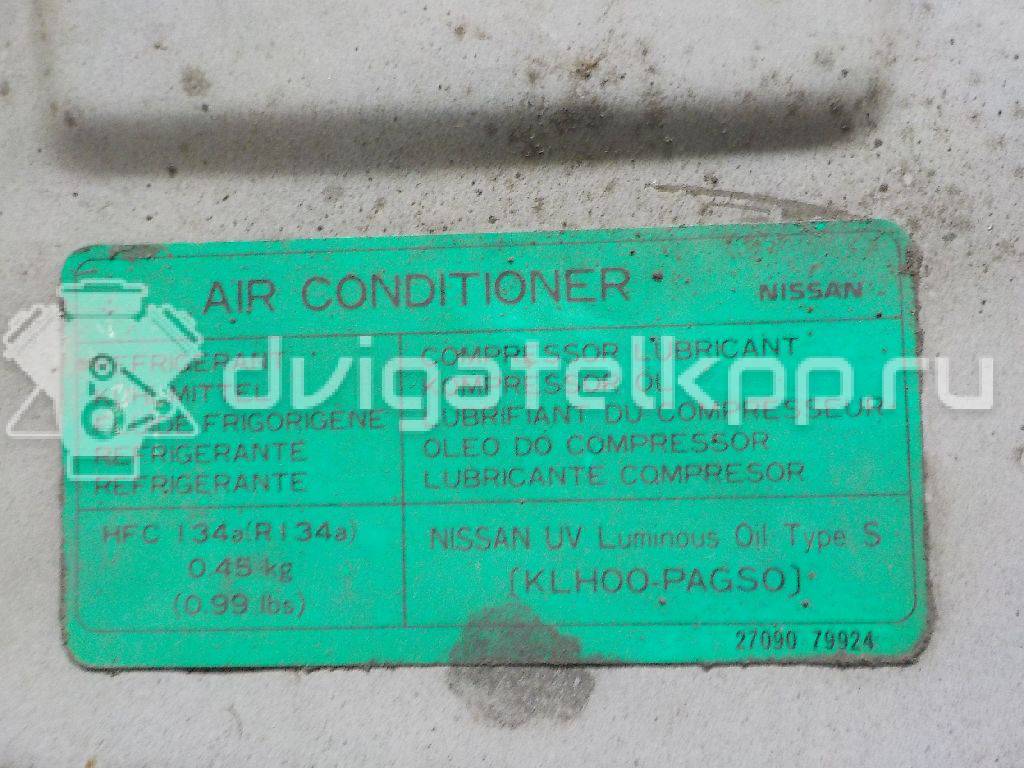 AIR CONDITIONER NISSAN
REFRIGERANT
COMPRESSOR LUBRICANT
KOMPRESSOR ÖL
FRIGORIGENE
LUBRIFIANT DU COMPRESSEUR
REFRIGERANTE
OLEO DO COMPRESSOR
REFRIGERANTE
LUBRICANTE COMPRESOR
HFC 134a(R134a)
0.45 kg
(0.99 lbs)
NISSAN UV Luminous Oil Type S
(KLH00-PAGS0)
27090 79924
dvigatelkpp.ru